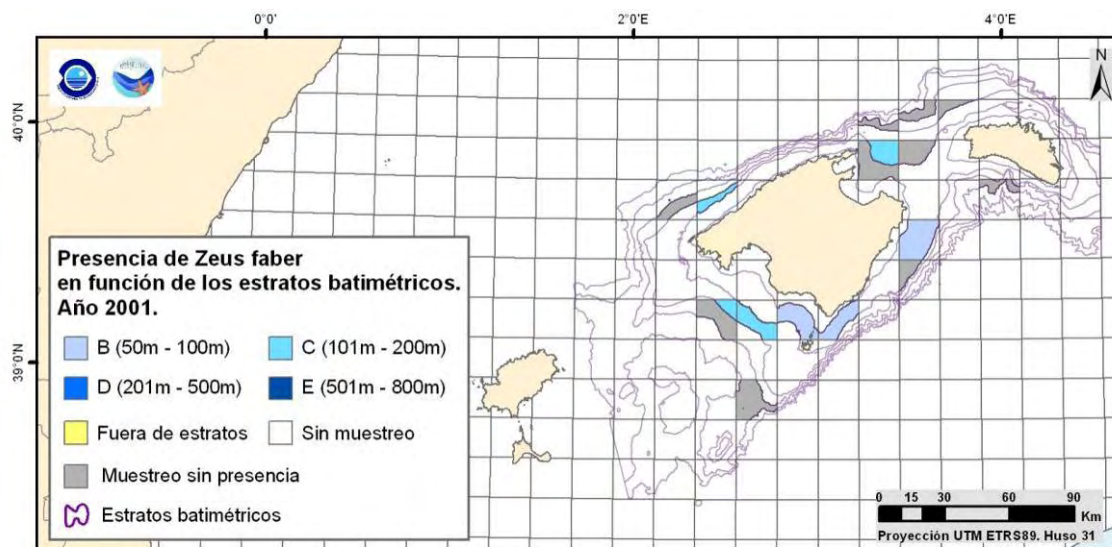 0°0' 2°0'E 4°0'E
N
40°0'N
39°0'N
Presencia de Zeus faber
en función de los estratos batimétricos.
Año 2001.
B (50m - 100m) C (101m - 200m)
D (201m - 500m) E (501m - 800m)
Fuera de estratos Sin muestreo
Muestreo sin presencia
Estratos batimétricos
0 15 30 60 90
Km
Proyección UTM ETRS89. Huso 31